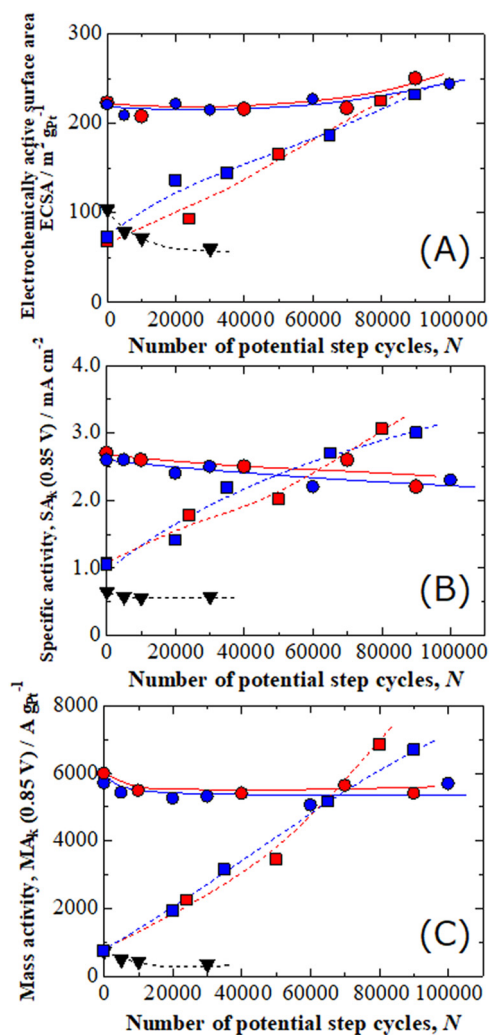 Electrochemically active surface area
ECSA / m² gPt⁻¹
300
200
100
0
0 20000 40000 60000 80000 100000
Number of potential step cycles, N
(A)
Specific activity, SAk (0.85 V) / mA cm⁻²
4.0
3.0
2.0
1.0
0
0 20000 40000 60000 80000 100000
Number of potential step cycles, N
(B)
Mass activity, MAk (0.85 V) / A gPt⁻¹
8000
6000
4000
2000
0
0 20000 40000 60000 80000 100000
Number of potential step cycles, N
(C)